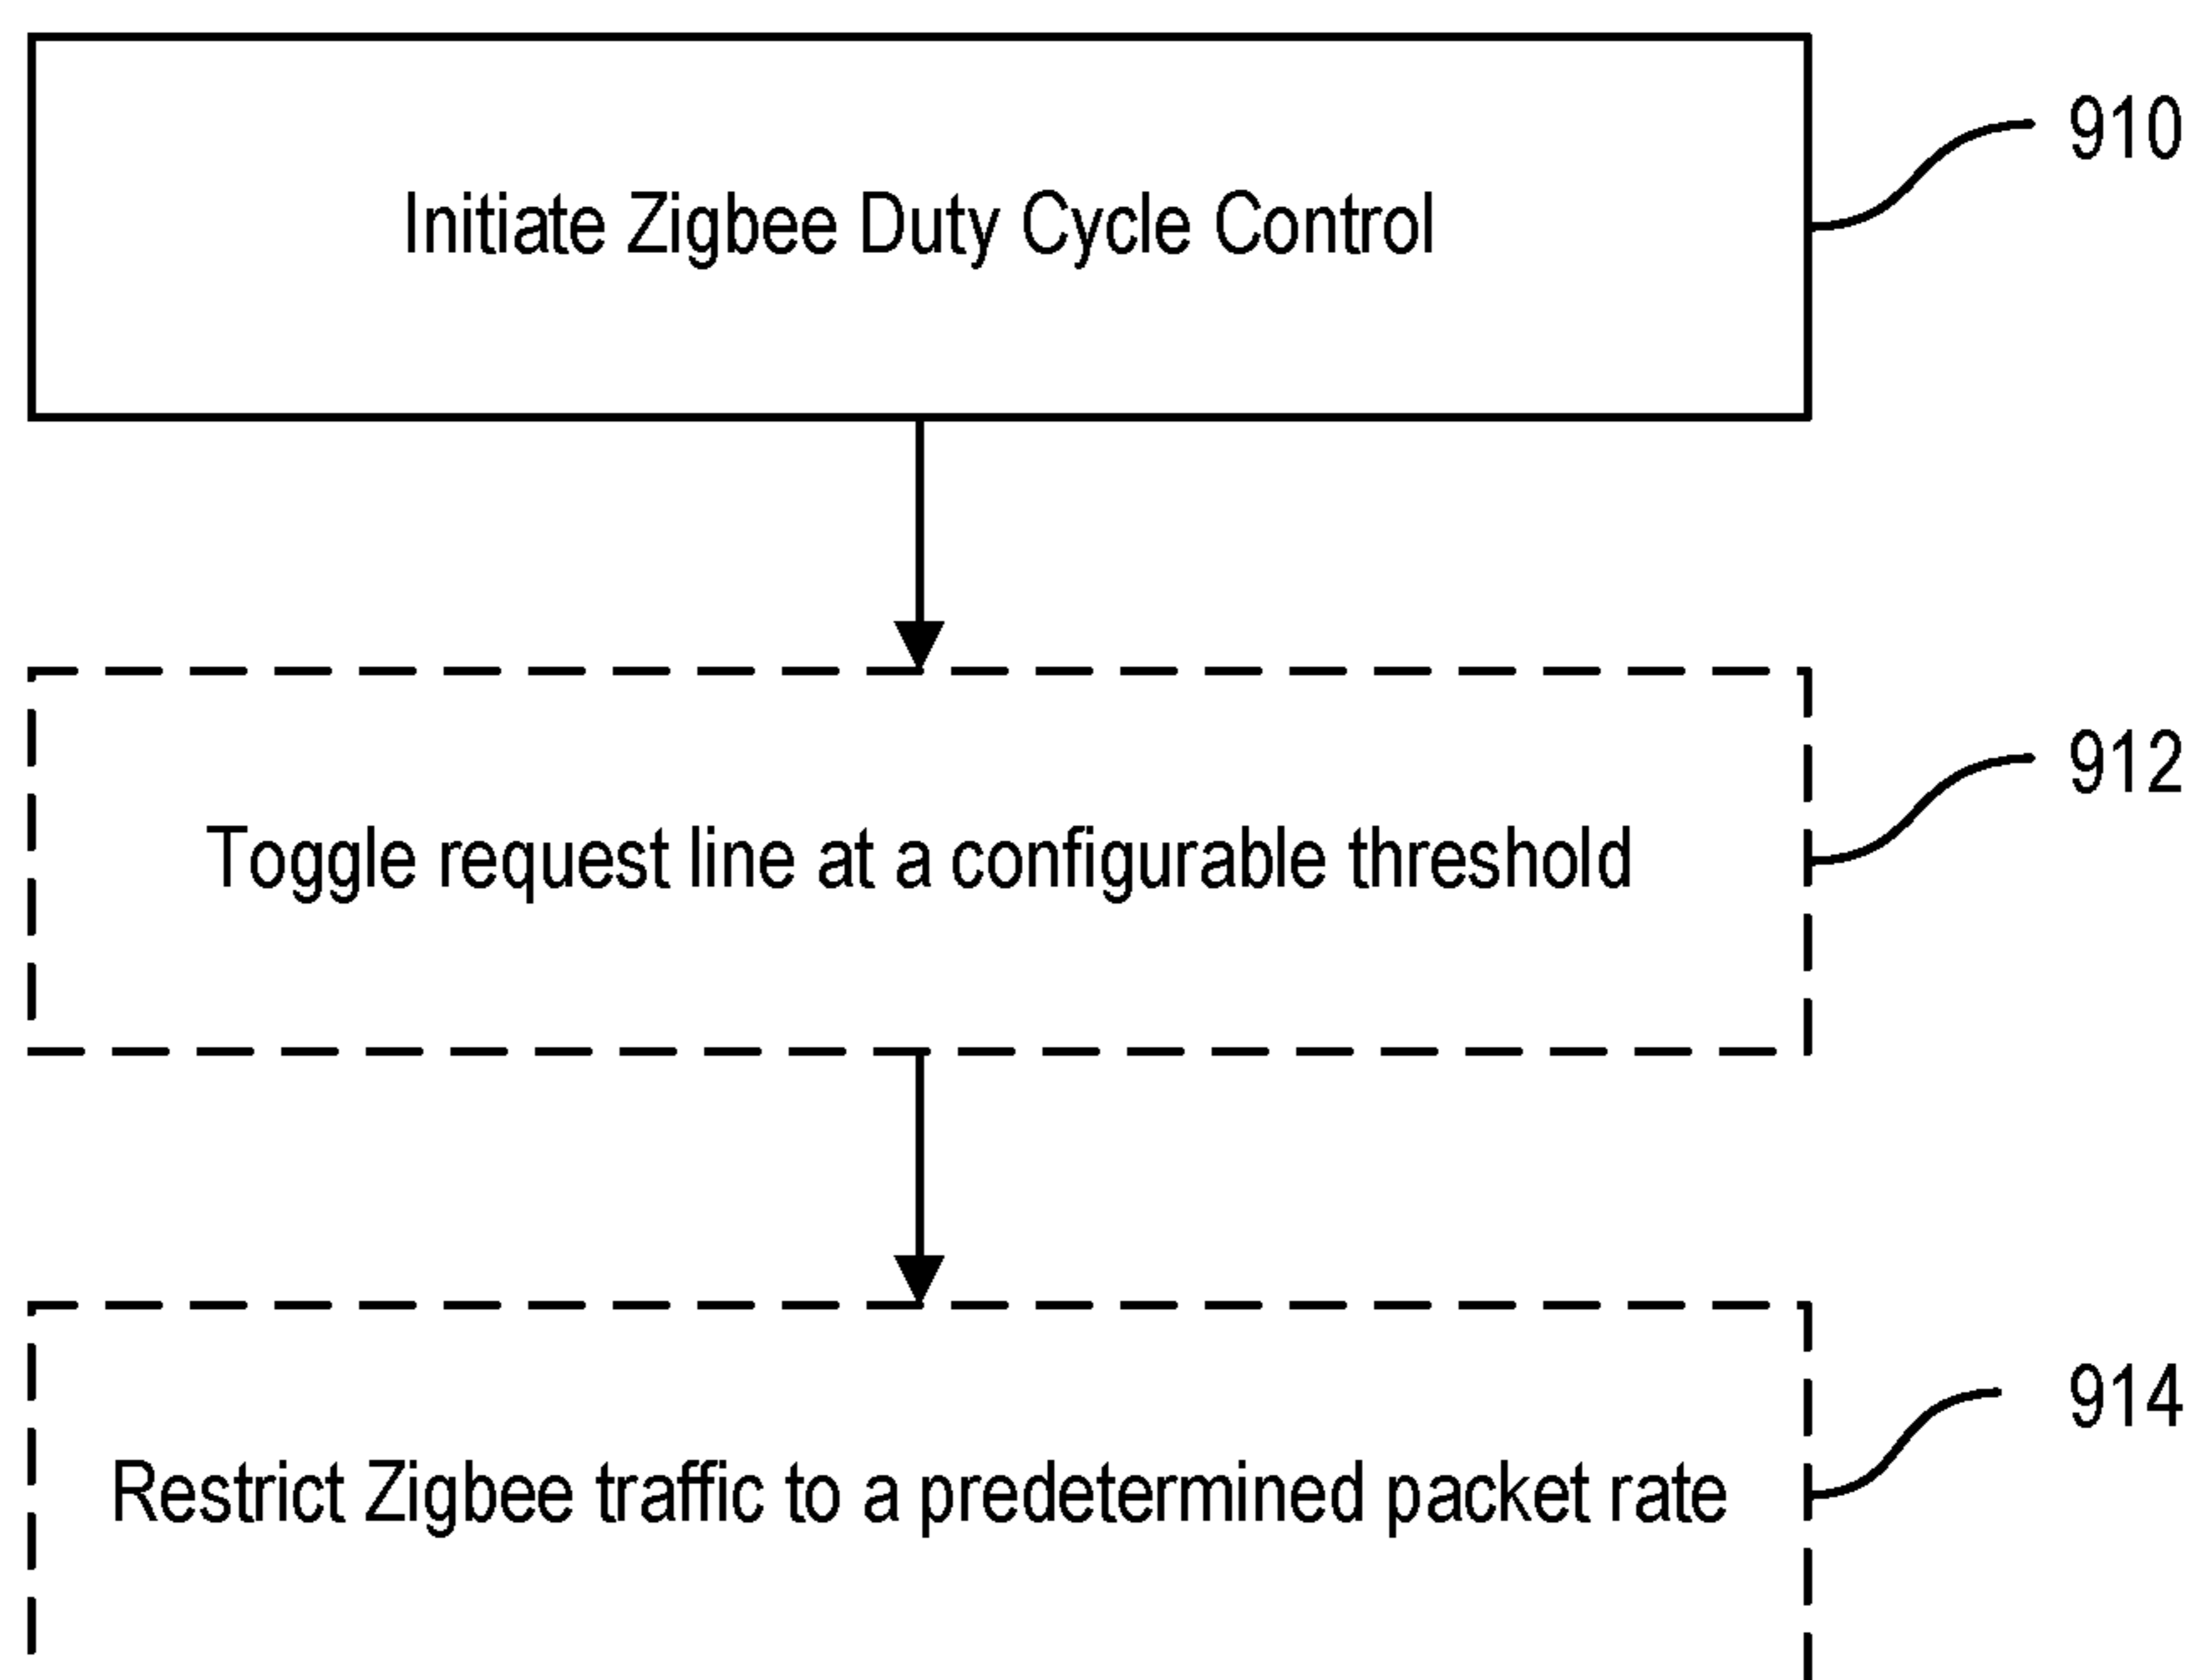 Initiate Zigbee Duty Cycle Control
910
Toggle request line at a configurable threshold
912
Restrict Zigbee traffic to a predetermined packet rate
914